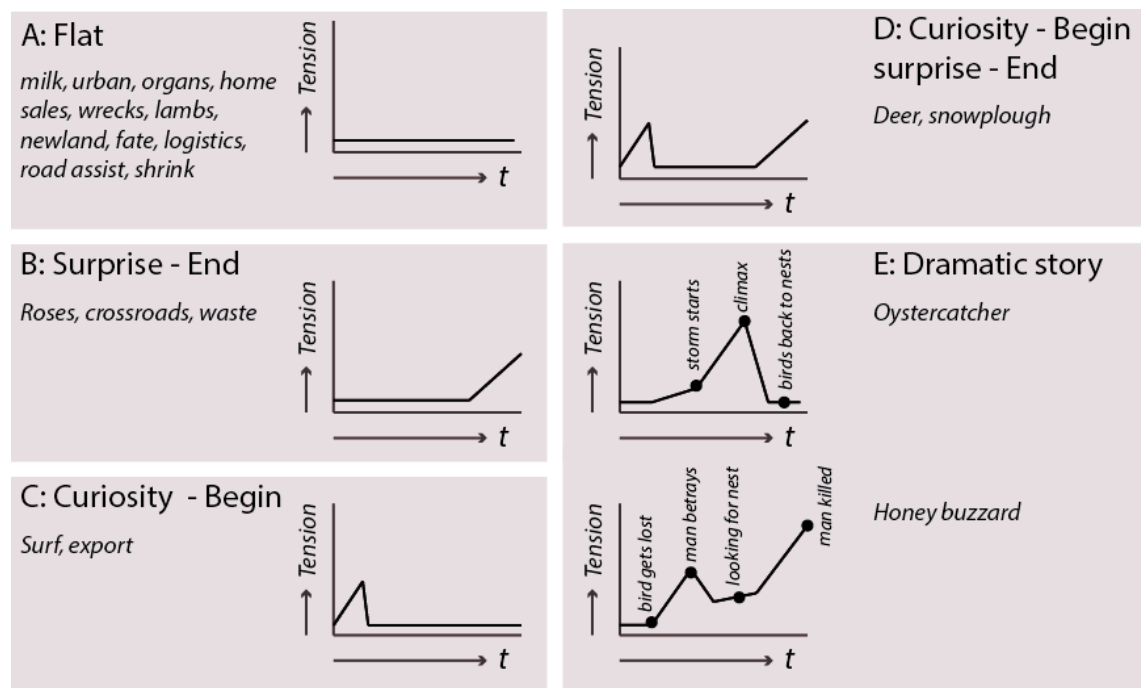 A: Flat
milk, urban, organs, home
sales, wrecks, lambs,
newland, fate, logistics,
road assist, shrink
Tension
t
B: Surprise - End
Roses, crossroads, waste
Tension
t
C: Curiosity - Begin
Surf, export
Tension
t
D: Curiosity - Begin
surprise - End
Deer, snowplough
Tension
t
E: Dramatic story
Oystercatcher
Tension
storm starts
climax
birds back to nests
t
Honey buzzard
Tension
bird gets lost
man betrays
looking for nest
man killed
t